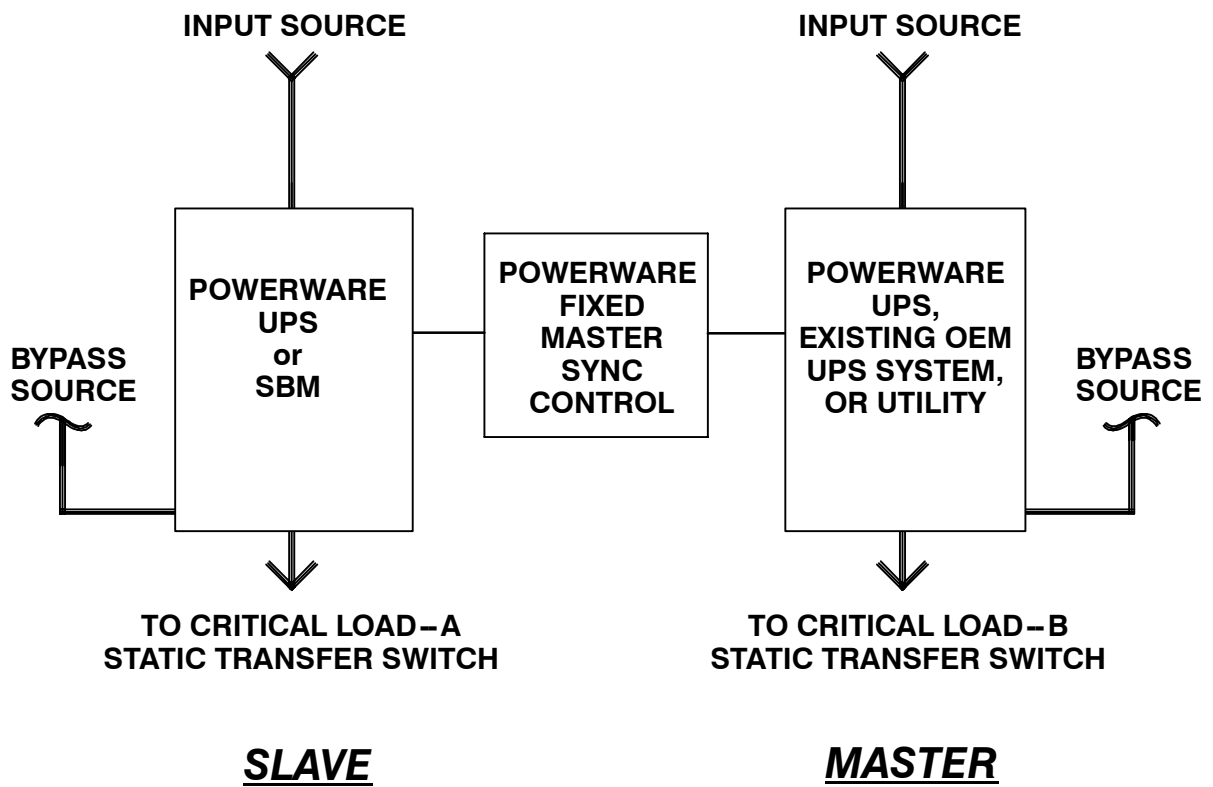 INPUT SOURCE
INPUT SOURCE
POWERWARE
UPS
or
SBM
POWERWARE
FIXED
MASTER
SYNC
CONTROL
POWERWARE
UPS,
EXISTING OEM
UPS SYSTEM,
OR UTILITY
BYPASS
SOURCE
BYPASS
SOURCE
TO CRITICAL LOAD--A
STATIC TRANSFER SWITCH
TO CRITICAL LOAD--B
STATIC TRANSFER SWITCH
SLAVE
MASTER